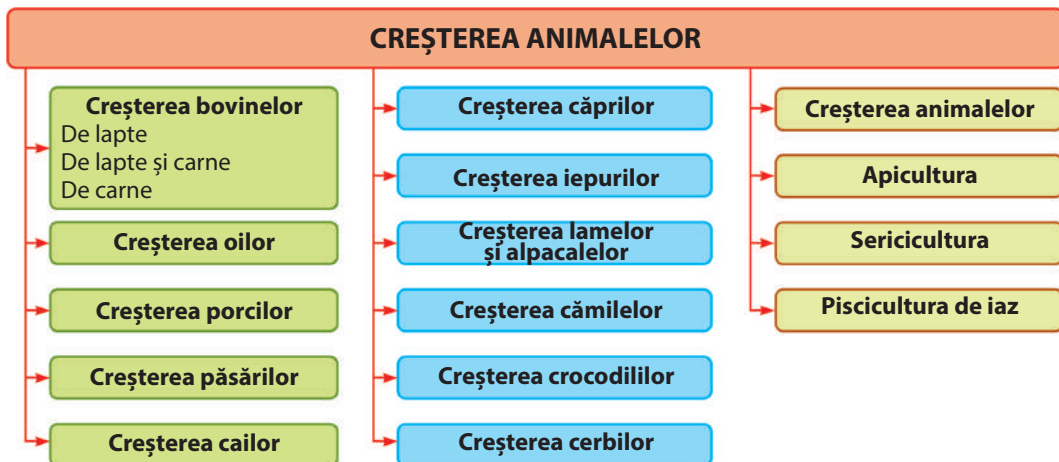 CREȘTEREA ANIMALELOR
Creșterea bovinelor
De lapte
De lapte și carne
De carne
Creșterea oilor
Creșterea porcilor
Creșterea păsărilor
Creșterea cailor
Creșterea căprilor
Creșterea iepurilor
Creșterea lamelor
și alpacalelor
Creșterea cămilelor
Creșterea crocodililor
Creșterea cerbilor
Creșterea animalelor
Apicultura
Sericicultura
Piscicultura de iaz